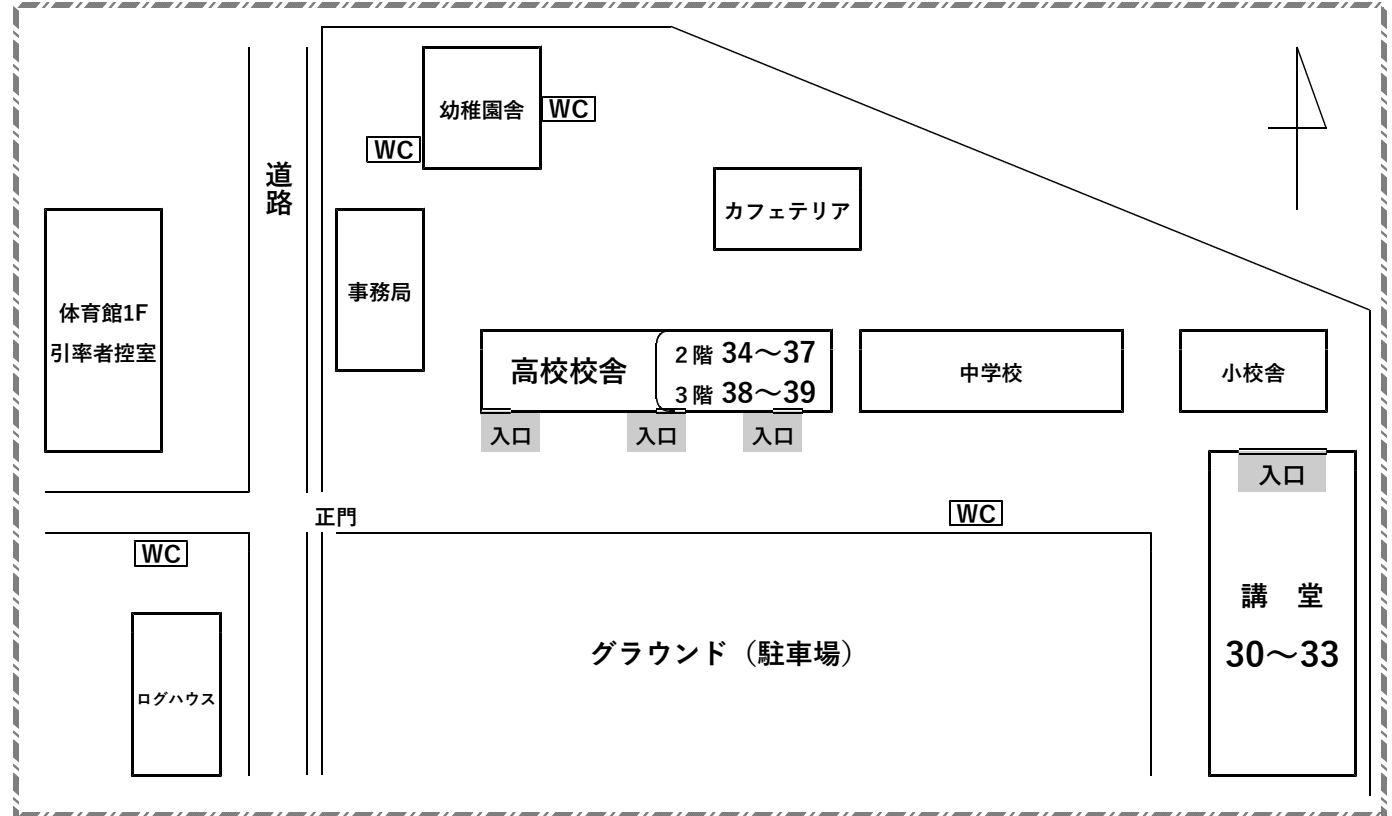 幼稚園舎
WC
WC
道路
カフェテリア
事務局
体育館1F
引率者控室
高校校舎
2階 34～37
3階 38～39
中学校
小校舎
入口
入口
入口
入口
正門
WC
WC
講　堂
30～33
グラウンド（駐車場）
ログハウス